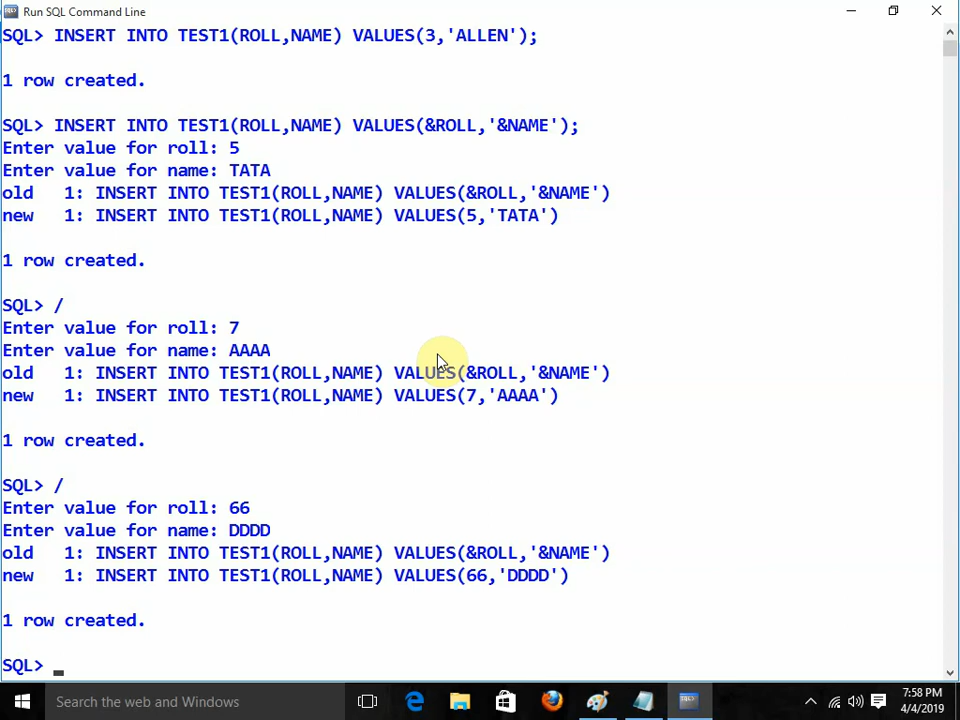 Run SQL Command Line
SQL> INSERT INTO TEST1(ROLL,NAME) VALUES(3,'ALLEN');
1 row created.
SQL> INSERT INTO TEST1(ROLL,NAME) VALUES(&ROLL,'&NAME');
Enter value for roll: 5
Enter value for name: TATA
old   1: INSERT INTO TEST1(ROLL,NAME) VALUES(&ROLL,'&NAME')
new   1: INSERT INTO TEST1(ROLL,NAME) VALUES(5,'TATA')
1 row created.
SQL> /
Enter value for roll: 7
Enter value for name: AAAA
old   1: INSERT INTO TEST1(ROLL,NAME) VALUES(&ROLL,'&NAME')
new   1: INSERT INTO TEST1(ROLL,NAME) VALUES(7,'AAAA')
1 row created.
SQL> /
Enter value for roll: 66
Enter value for name: DDDD
old   1: INSERT INTO TEST1(ROLL,NAME) VALUES(&ROLL,'&NAME')
new   1: INSERT INTO TEST1(ROLL,NAME) VALUES(66,'DDDD')
1 row created.
SQL> _
Search the web and Windows
7:58 PM
4/4/2019